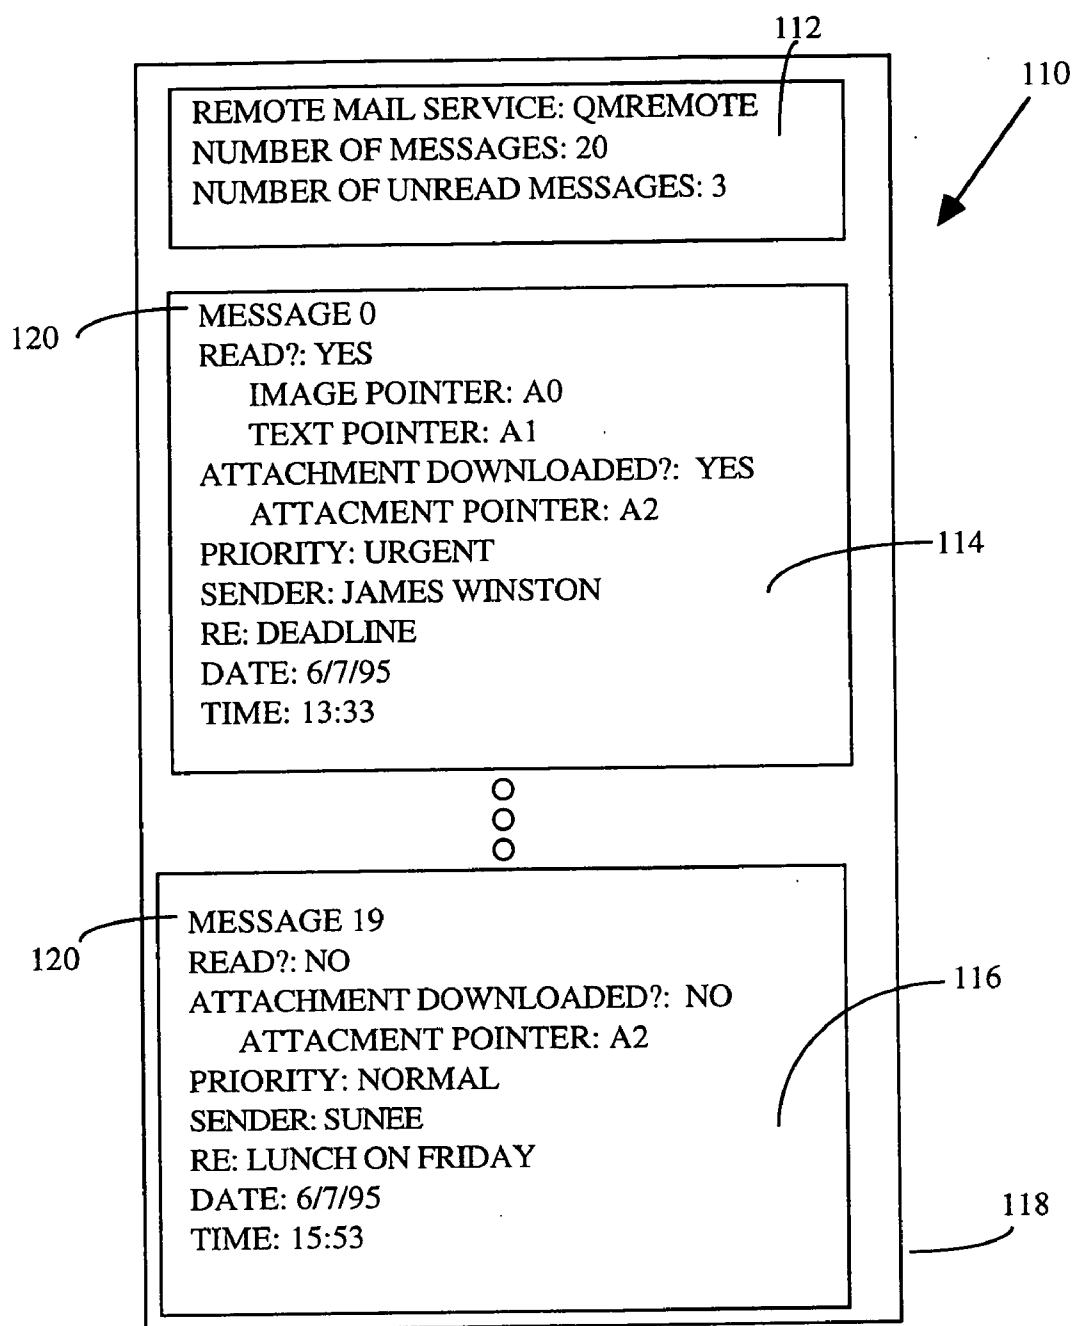 112
110
REMOTE MAIL SERVICE: QMREMOTE
NUMBER OF MESSAGES: 20
NUMBER OF UNREAD MESSAGES: 3
120
MESSAGE 0
READ?: YES
IMAGE POINTER: A0
TEXT POINTER: A1
ATTACHMENT DOWNLOADED?: YES
ATTACMENT POINTER: A2
PRIORITY: URGENT
114
SENDER: JAMES WINSTON
RE: DEADLINE
DATE: 6/7/95
TIME: 13:33
MESSAGE 19
120
READ?: NO
ATTACHMENT DOWNLOADED?: NO
116
ATTACMENT POINTER: A2
PRIORITY: NORMAL
SENDER: SUNEE
RE: LUNCH ON FRIDAY
DATE: 6/7/95
TIME: 15:53
118